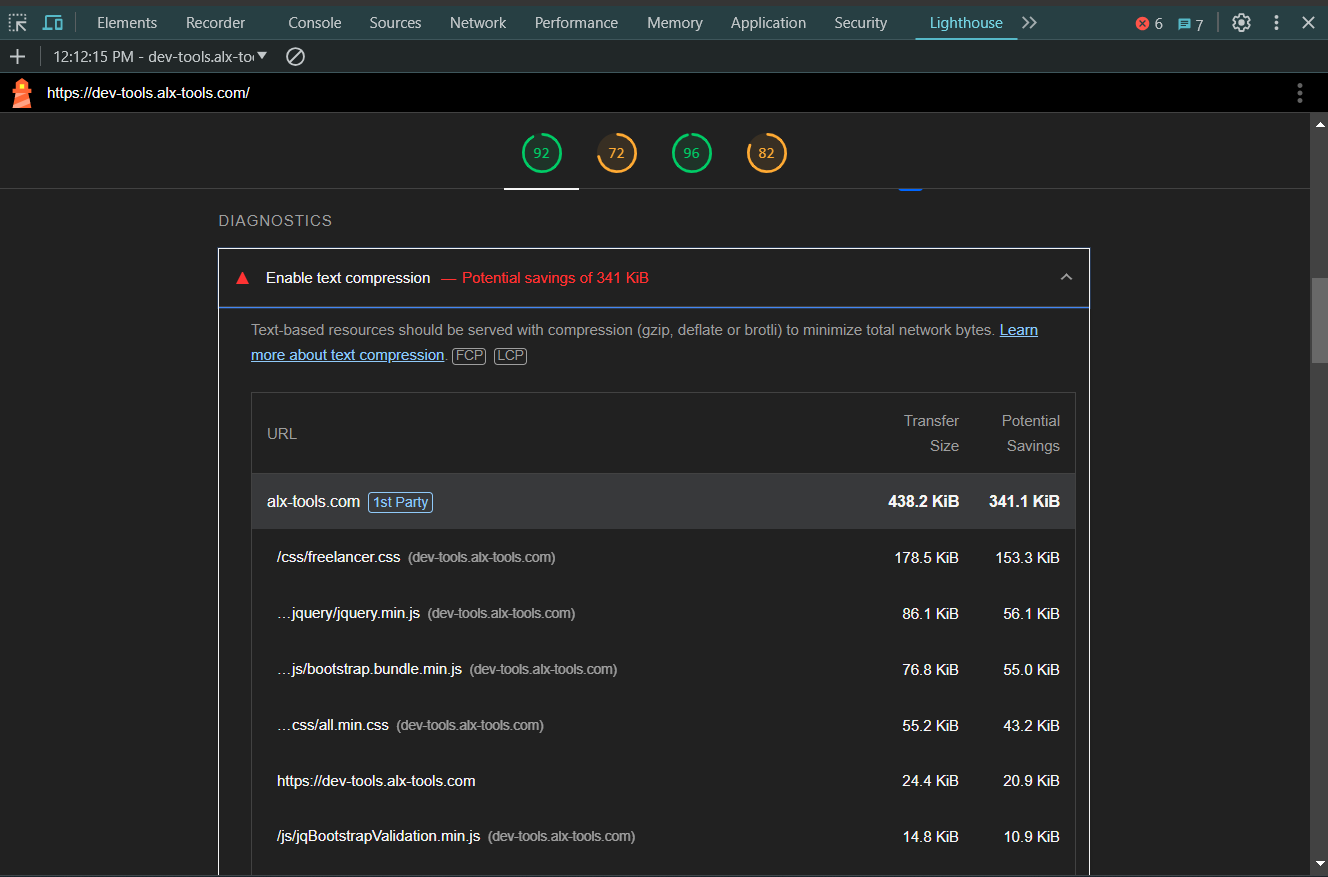 Elements Recorder Console Sources Network Performance Memory Application Security Lighthouse 6 7
12:12:15 PM - dev-tools.alx-to
https://dev-tools.alx-tools.com/
92 72 96 82
DIAGNOSTICS
Enable text compression — Potential savings of 341 KiB
Text-based resources should be served with compression (gzip, deflate or brotli) to minimize total network bytes. Learn
more about text compression. FCP LCP
URL Transfer Size Potential Savings
alx-tools.com 1st Party 438.2 KiB 341.1 KiB
/css/freelancer.css (dev-tools.alx-tools.com) 178.5 KiB 153.3 KiB
…jquery/jquery.min.js (dev-tools.alx-tools.com) 86.1 KiB 56.1 KiB
…js/bootstrap.bundle.min.js (dev-tools.alx-tools.com) 76.8 KiB 55.0 KiB
…css/all.min.css (dev-tools.alx-tools.com) 55.2 KiB 43.2 KiB
https://dev-tools.alx-tools.com 24.4 KiB 20.9 KiB
/js/jqBootstrapValidation.min.js (dev-tools.alx-tools.com) 14.8 KiB 10.9 KiB